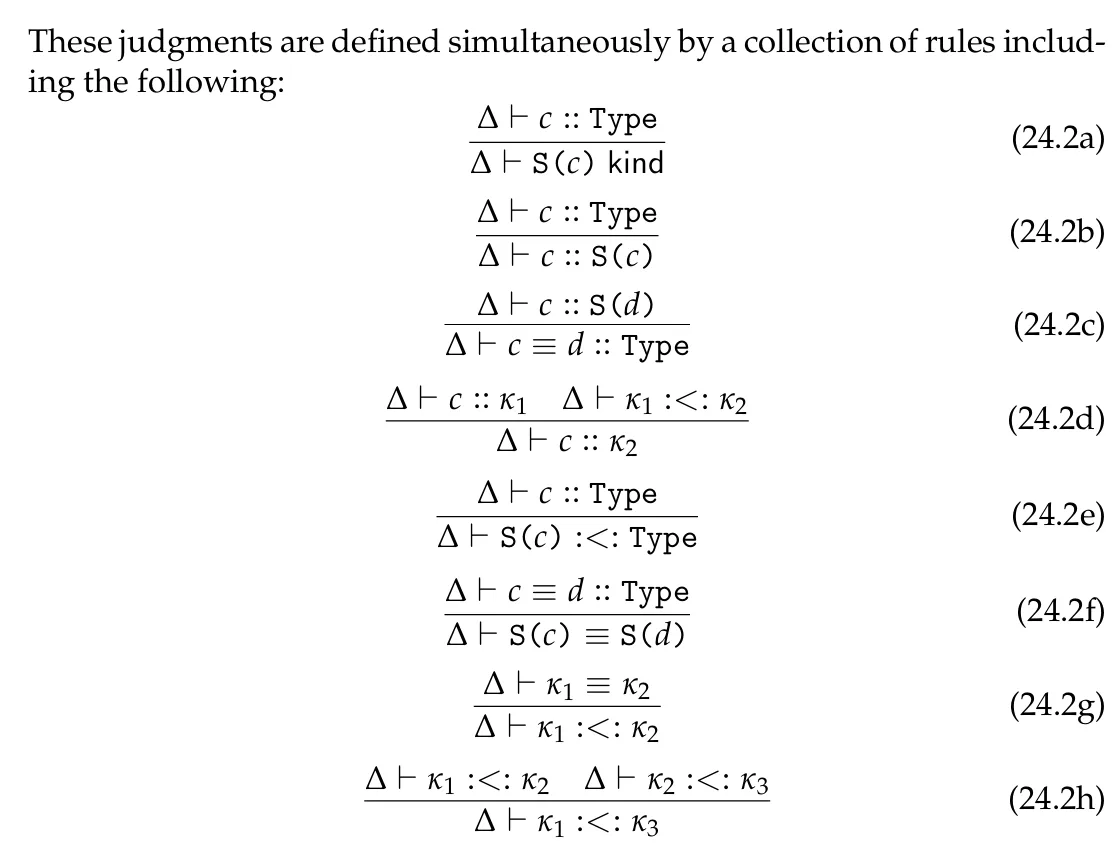 These judgments are defined simultaneously by a collection of rules includ-
ing the following:
Δ ⊢ c :: Type
Δ ⊢ S(c) kind
(24.2a)
Δ ⊢ c :: Type
Δ ⊢ c :: S(c)
(24.2b)
Δ ⊢ c :: S(d)
Δ ⊢ c ≡ d :: Type
(24.2c)
Δ ⊢ c :: κ₁ Δ ⊢ κ₁ :<: κ₂
Δ ⊢ c :: κ₂
(24.2d)
Δ ⊢ c :: Type
Δ ⊢ S(c) :<: Type
(24.2e)
Δ ⊢ c ≡ d :: Type
Δ ⊢ S(c) ≡ S(d)
(24.2f)
Δ ⊢ κ₁ ≡ κ₂
Δ ⊢ κ₁ :<: κ₂
(24.2g)
Δ ⊢ κ₁ :<: κ₂ Δ ⊢ κ₂ :<: κ₃
Δ ⊢ κ₁ :<: κ₃
(24.2h)